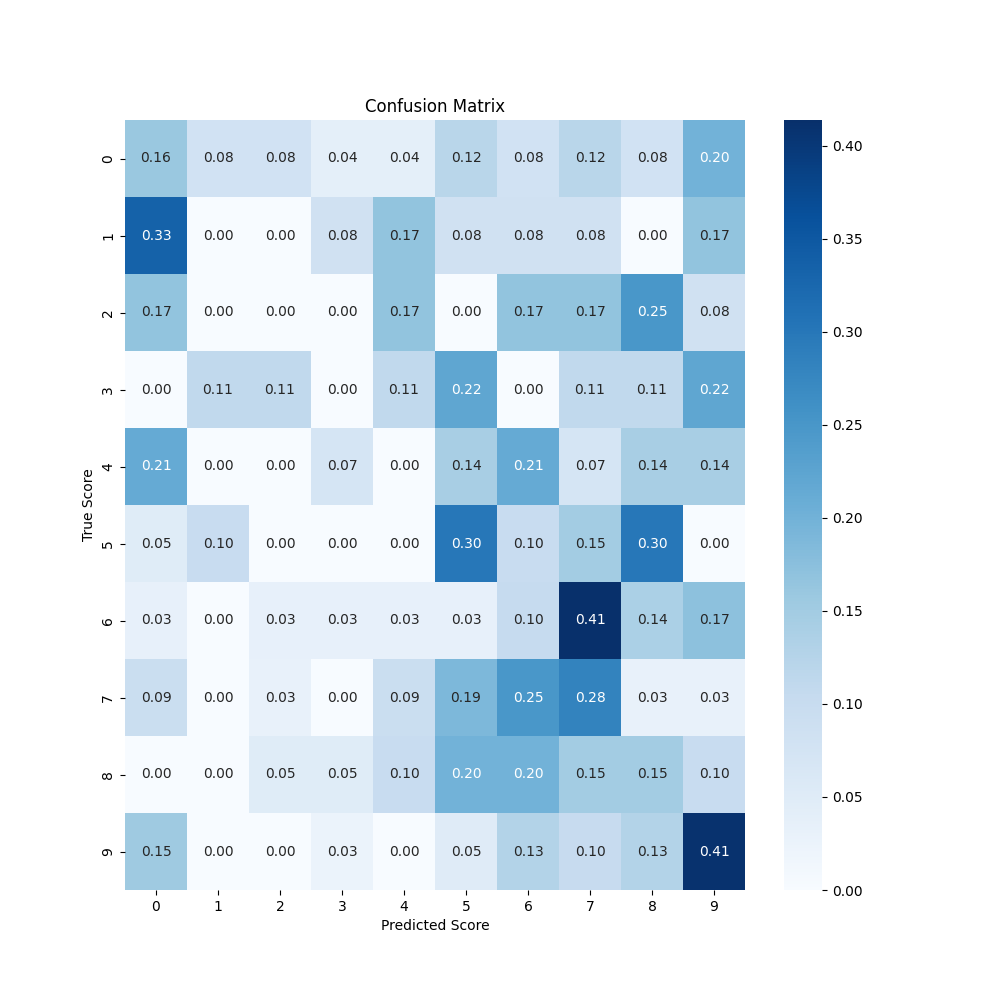 Confusion Matrix
0 0.16 0.08 0.08 0.04 0.04 0.12 0.08 0.12 0.08 0.20
1 0.33 0.00 0.00 0.08 0.17 0.08 0.08 0.08 0.00 0.17
2 0.17 0.00 0.00 0.00 0.17 0.00 0.17 0.17 0.25 0.08
3 0.00 0.11 0.11 0.00 0.11 0.22 0.00 0.11 0.11 0.22
4 0.21 0.00 0.00 0.07 0.00 0.14 0.21 0.07 0.14 0.14
5 0.05 0.10 0.00 0.00 0.00 0.30 0.10 0.15 0.30 0.00
6 0.03 0.00 0.03 0.03 0.03 0.03 0.10 0.41 0.14 0.17
7 0.09 0.00 0.03 0.00 0.09 0.19 0.25 0.28 0.03 0.03
8 0.00 0.00 0.05 0.05 0.10 0.20 0.20 0.15 0.15 0.10
9 0.15 0.00 0.00 0.03 0.00 0.05 0.13 0.10 0.13 0.41
0 1 2 3 4 5 6 7 8 9
Predicted Score
True Score
0.40
0.35
0.30
0.25
0.20
0.15
0.10
0.05
0.00